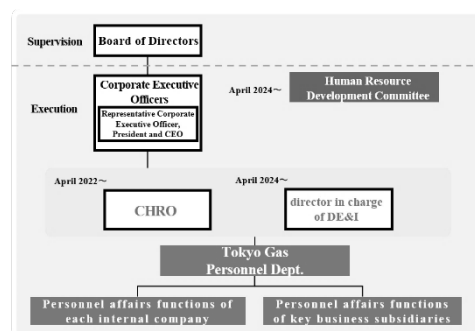 Supervision
Board of Directors
Execution
Corporate Executive
Officers
Representative Corporate
Executive Officer,
President and CEO
April 2024~
Human Resource
Development Committee
April 2022~
CHRO
April 2024~
director in charge
of DE&I
Tokyo Gas
Personnel Dept.
Personnel affairs functions of
each internal company
Personnel affairs functions
of key business subsidiaries